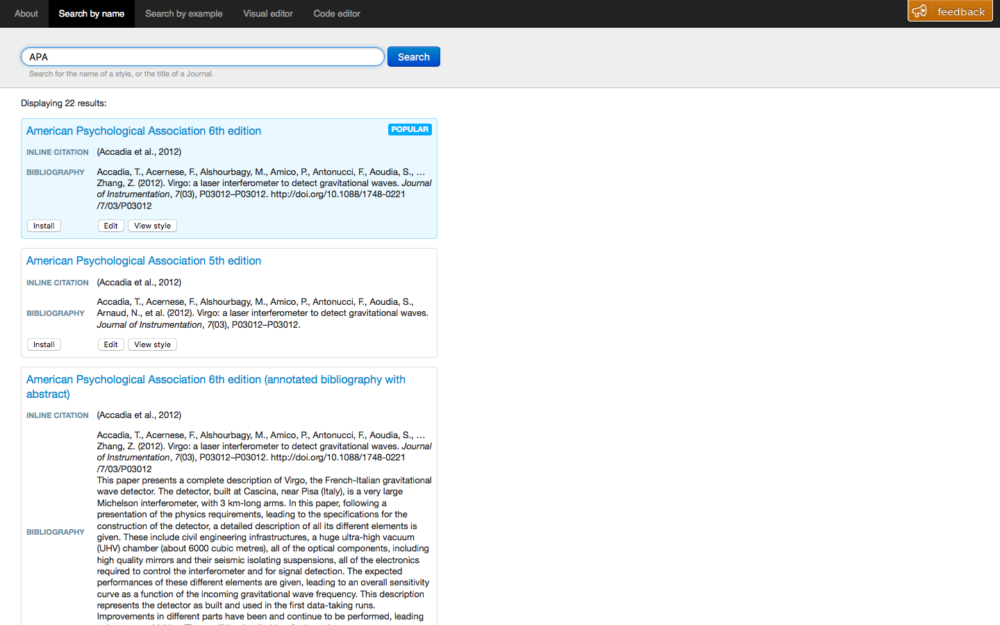 About Search by name Search by example Visual editor Code editor feedback
APA Search
Search for the name of a style, or the title of a Journal.
Displaying 22 results:
American Psychological Association 6th edition POPULAR
INLINE CITATION (Accadia et al., 2012)
BIBLIOGRAPHY Accadia, T., Acernese, F., Alshourbagy, M., Amico, P., Antonucci, F., Aoudia, S., …
Zhang, Z. (2012). Virgo: a laser interferometer to detect gravitational waves. Journal
of Instrumentation, 7(03), P03012–P03012. http://doi.org/10.1088/1748-0221
/7/03/P03012
Install Edit View style
American Psychological Association 5th edition
INLINE CITATION (Accadia et al., 2012)
Accadia, T., Acernese, F., Alshourbagy, M., Amico, P., Antonucci, F., Aoudia, S.,
BIBLIOGRAPHY Arnaud, N., et al. (2012). Virgo: a laser interferometer to detect gravitational waves.
Journal of Instrumentation, 7(03), P03012–P03012.
Install Edit View style
American Psychological Association 6th edition (annotated bibliography with
abstract)
INLINE CITATION (Accadia et al., 2012)
Accadia, T., Acernese, F., Alshourbagy, M., Amico, P., Antonucci, F., Aoudia, S., …
Zhang, Z. (2012). Virgo: a laser interferometer to detect gravitational waves. Journal
of Instrumentation, 7(03), P03012–P03012. http://doi.org/10.1088/1748-0221
/7/03/P03012
This paper presents a complete description of Virgo, the French-Italian gravitational
wave detector. The detector, built at Cascina, near Pisa (Italy), is a very large
Michelson interferometer, with 3 km-long arms. In this paper, following a
presentation of the physics requirements, leading to the specifications for the
construction of the detector, a detailed description of all its different elements is
BIBLIOGRAPHY given. These include civil engineering infrastructures, a huge ultra-high vacuum
(UHV) chamber (about 6000 cubic metres), all of the optical components, including
high quality mirrors and their seismic isolating suspensions, all of the electronics
required to control the interferometer and for signal detection. The expected
performances of these different elements are given, leading to an overall sensitivity
curve as a function of the incoming gravitational wave frequency. This description
represents the detector as built and used in the first data-taking runs.
Improvements in different parts have been and continue to be performed, leading